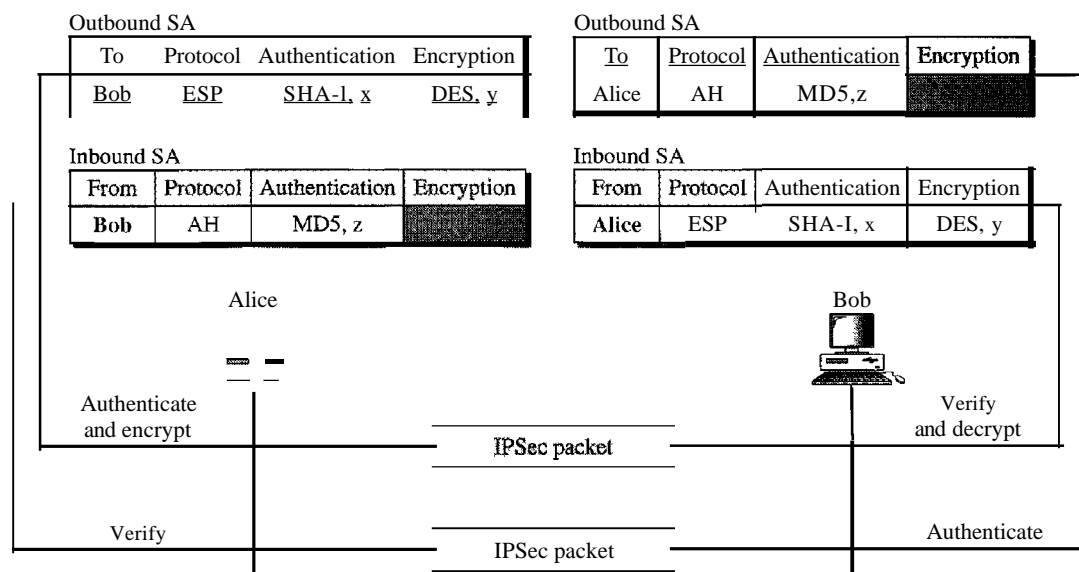 Outbound SA
To Protocol Authentication Encryption
Bob ESP SHA-l, x DES, y
Inbound SA
From Protocol Authentication Encryption
Bob AH MD5, z
Outbound SA
To Protocol Authentication Encryption
Alice AH MD5,z
Inbound SA
From Protocol Authentication Encryption
Alice ESP SHA-I, x DES, y
Alice
Bob
Authenticate
and encrypt
IPSec packet
Verify
and decrypt
Verify
IPSec packet
Authenticate